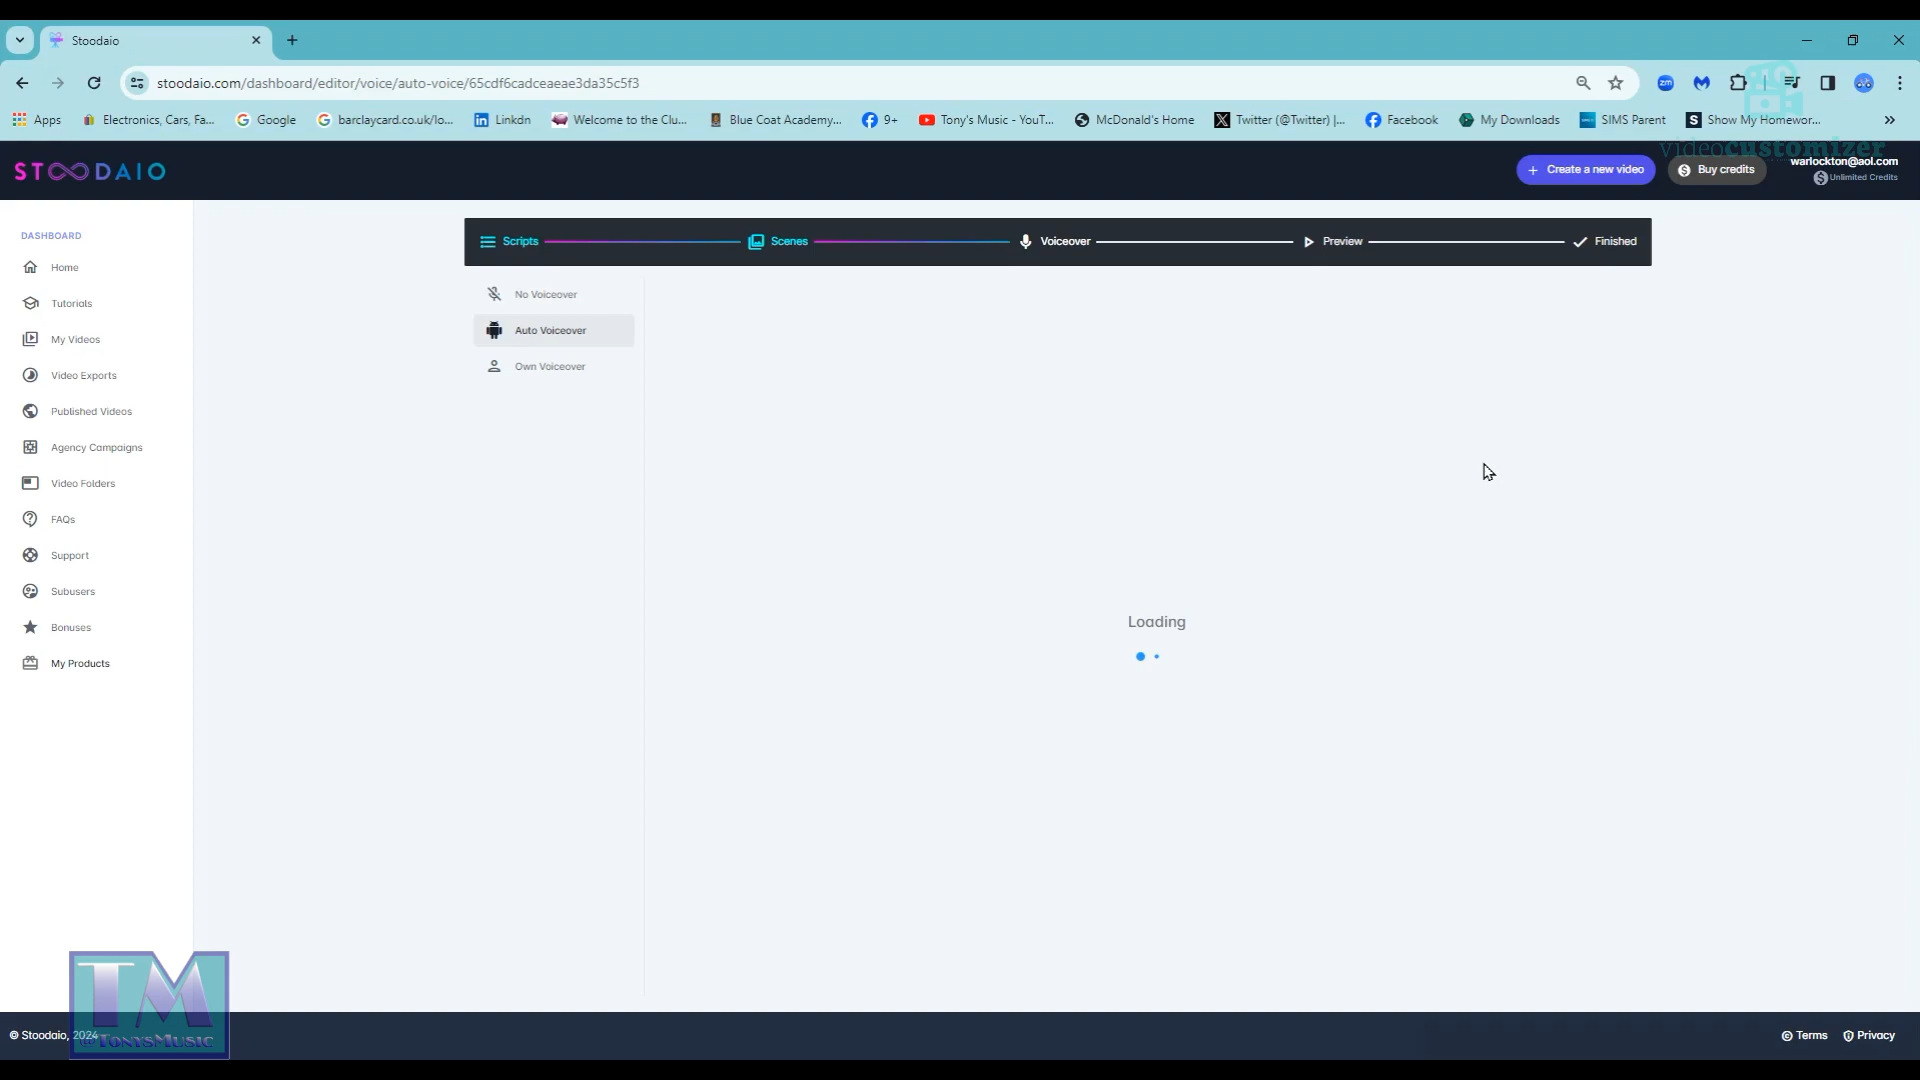 Stoodaio
stoodaio.com/dashboard/editor/voice/auto-voice/65cdf6cadceaeae3da35c5f3
zm
Apps
Electronics, Cars, Fa...
Google
barclaycard.co.uk/lo...
Linkdn
Welcome to the Clu...
Blue Coat Academy...
9+
Tony's Music - YouT...
McDonald's Home
Twitter (@Twitter) |...
Facebook
My Downloads
SIMS Parent
Show My Homewor...
videocustomizer
STOODAIO
Create a new video
Buy credits
warlockton@aol.com
Unlimited Credits
DASHBOARD
Home
Tutorials
My Videos
Video Exports
Published Videos
Agency Campaigns
Video Folders
FAQs
Support
Subusers
Bonuses
My Products
Scripts
Scenes
Voiceover
Preview
Finished
No Voiceover
Auto Voiceover
Own Voiceover
Loading
TM
@TonysMusic
© Stoodaio, 2024
Terms
Privacy